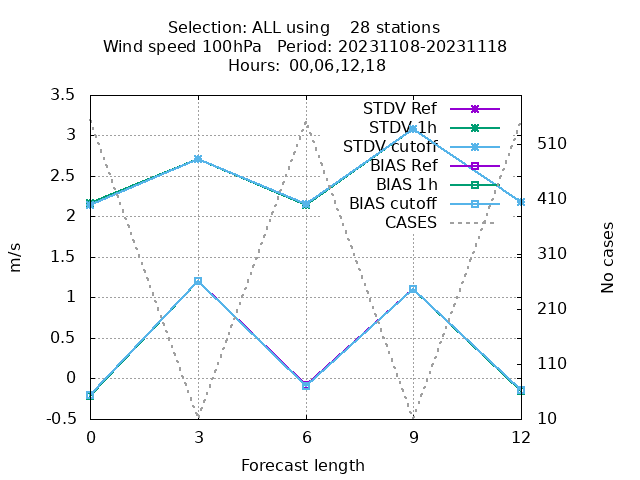 Selection: ALL using    28 stations
Wind speed 100hPa   Period: 20231108-20231118
Hours: 00,06,12,18
STDV Ref
STDV 1h
STDV cutoff
BIAS Ref
BIAS 1h
BIAS cutoff
CASES
m/s
3.5
3
2.5
2
1.5
1
0.5
0
-0.5
No cases
510
410
310
210
110
10
0 3 6 9 12
Forecast length